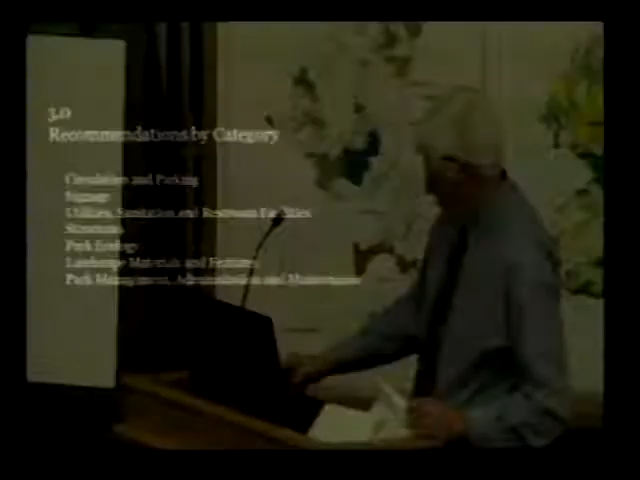 3.0
Recommendations by Category
Circulation and Parking
Signage
Utilities, Sanitation and Restroom Facilities
Structures
Park Ecology
Landscape Materials and Features
Park Management, Administration and Maintenance